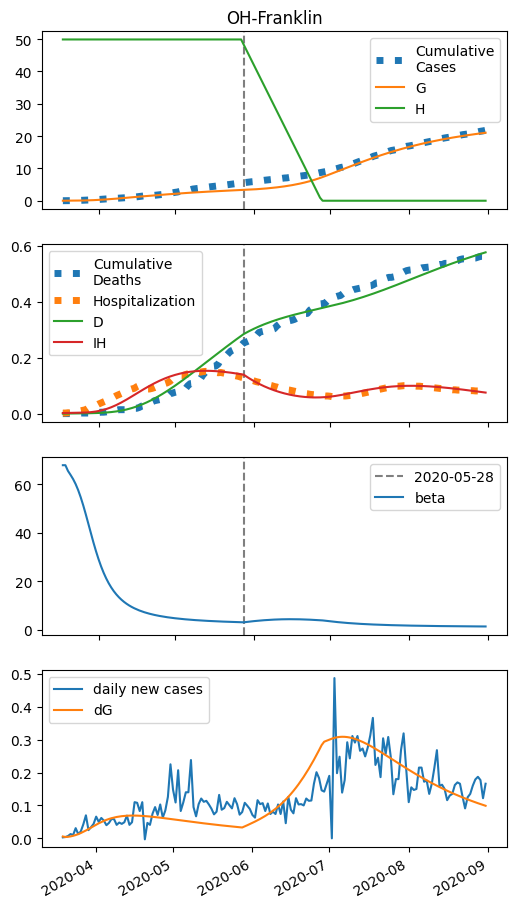 OH-Franklin
50
40
30
20
10
0
Cumulative
Cases
G
H
0.6
0.4
0.2
0.0
Cumulative
Deaths
Hospitalization
D
IH
60
40
20
0
2020-05-28
beta
0.5
0.4
0.3
0.2
0.1
0.0
daily new cases
dG
2020-04
2020-05
2020-06
2020-07
2020-08
2020-09